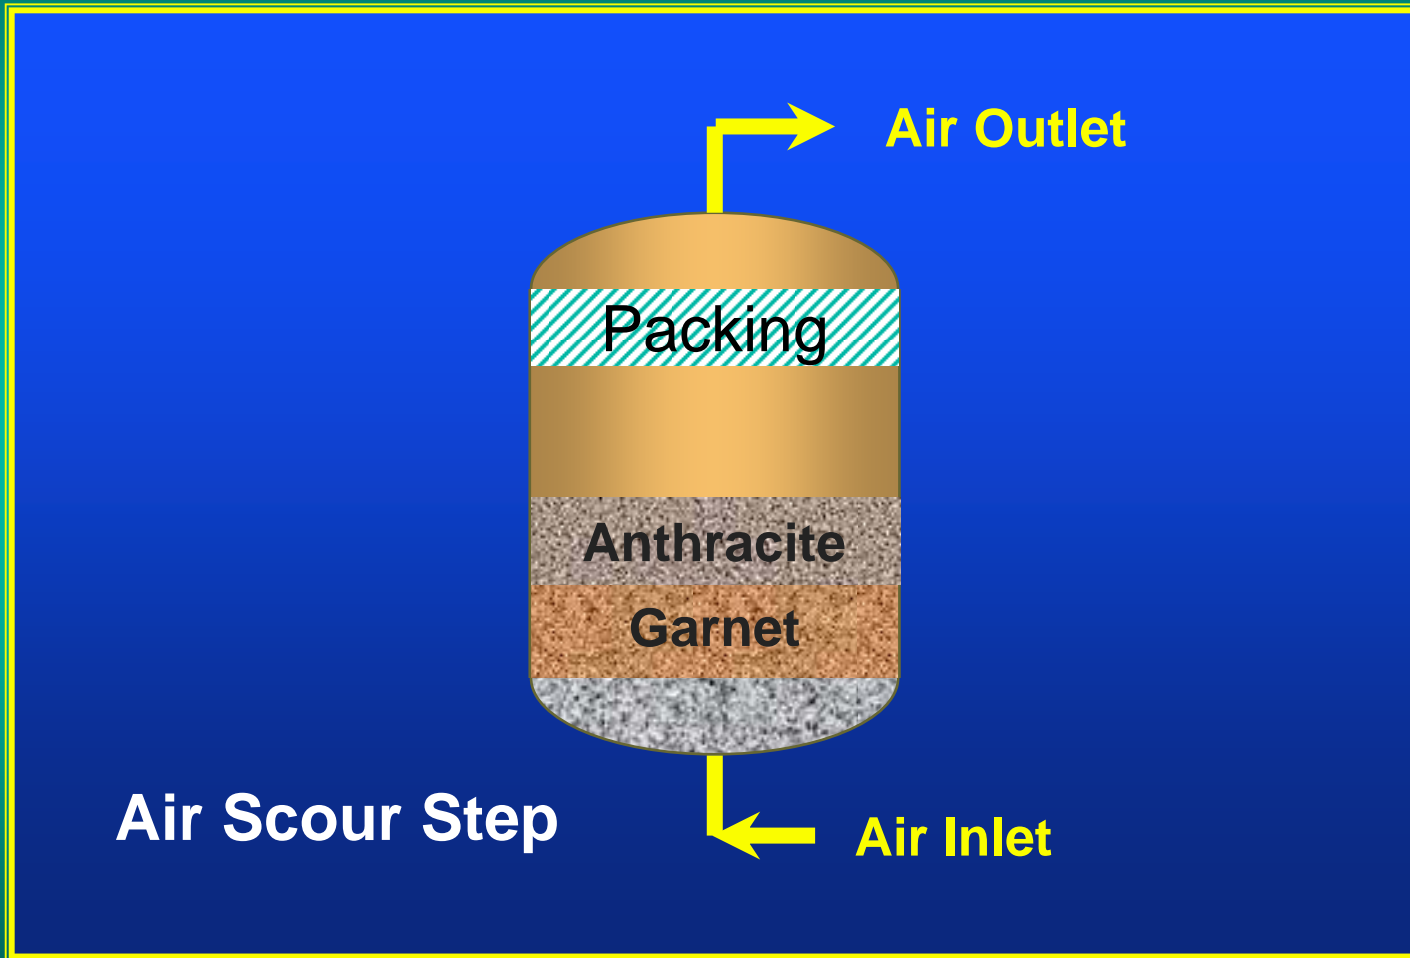 Air Outlet
Packing
Anthracite
Garnet
Air Scour Step
Air Inlet